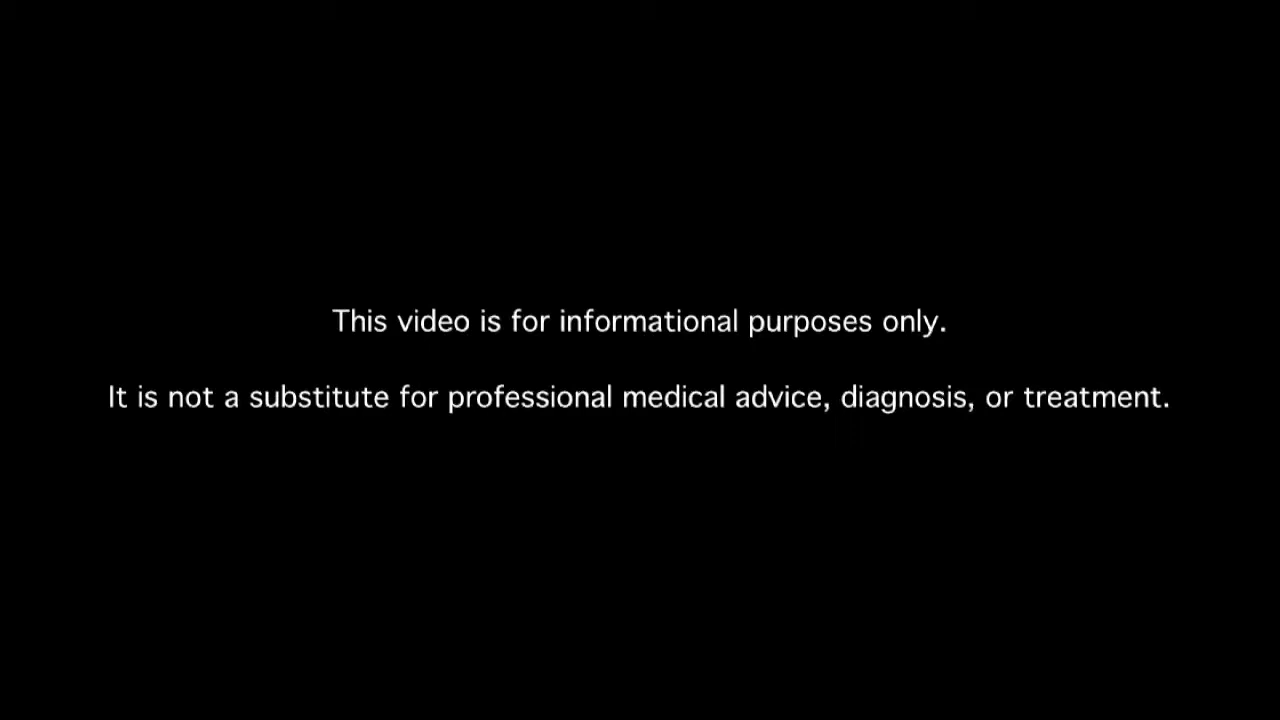 This video is for informational purposes only.
It is not a substitute for professional medical advice, diagnosis, or treatment.